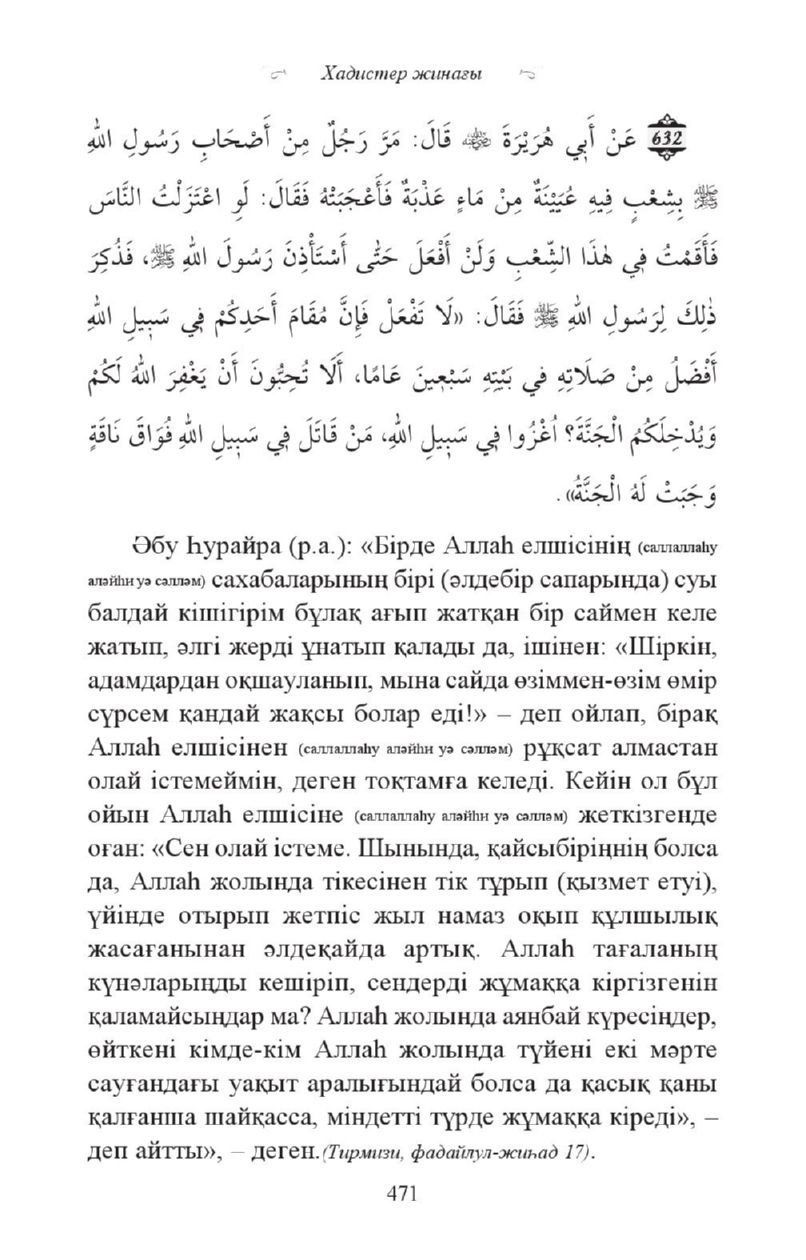 Хадистер жинағы
632 عَنْ أَبِي هُرَيْرَةَ ﷺ قَالَ: مَرَّ رَجُلٌ مِنْ أَصْحَابِ رَسُولِ اللهِ
ﷺ بِشِعْبٍ فِيهِ عُيَيْنَةٌ مِنْ مَاءٍ عَذْبَةٌ فَأَعْجَبَتْهُ فَقَالَ: لَوِ اعْتَزَلْتُ النَّاسَ
فَأَقَمْتُ فِي هٰذَا الشِّعْبِ وَلَنْ أَفْعَلَ حَتّٰى أَسْتَأْذِنَ رَسُولَ اللهِ ﷺ، فَذُكِرَ
ذٰلِكَ لِرَسُولِ اللهِ ﷺ فَقَالَ: «لَا تَفْعَلْ فَإِنَّ مُقَامَ أَحَدِكُمْ فِي سَبِيلِ اللهِ
أَفْضَلُ مِنْ صَلَاتِهِ فِي بَيْتِهِ سَبْعِينَ عَامًا، أَلَا تُحِبُّونَ أَنْ يَغْفِرَ اللهُ لَكُمْ
وَيُدْخِلَكُمُ الْجَنَّةَ؟ اُغْزُوا فِي سَبِيلِ اللهِ، مَنْ قَاتَلَ فِي سَبِيلِ اللهِ فُوَاقَ نَاقَةٍ
وَجَبَتْ لَهُ الْجَنَّةُ».
Әбу Һурайра (р.а.): «Бірде Аллаһ елшісінің (саллаллаһу
аләйһи уә сәлләм) сахабаларының бірі (әлдебір сапарында) суы
балдай кішігірім бұлақ ағып жатқан бір саймен келе
жатып, әлгі жерді ұнатып қалады да, ішінен: «Шіркін,
адамдардан оқшауланып, мына сайда өзіммен-өзім өмір
сүрсем қандай жақсы болар еді!» – деп ойлап, бірақ
Аллаһ елшісінен (саллаллаһу аләйһи уә сәлләм) рұқсат алмастан
олай істемеймін, деген тоқтамға келеді. Кейін ол бұл
ойын Аллаһ елшісіне (саллаллаһу аләйһи уә сәлләм) жеткізгенде
оған: «Сен олай істеме. Шынында, қайсыбіріңнің болса
да, Аллаһ жолында тікесінен тік тұрып (қызмет етуі),
үйінде отырып жетпіс жыл намаз оқып құлшылық
жасағанынан әлдеқайда артық. Аллаһ тағаланың
күнәларыңды кешіріп, сендерді жұмаққа кіргізгенін
қаламайсыңдар ма? Аллаһ жолында аянбай күресіңдер,
өйткені кімде-кім Аллаһ жолында түйені екі мәрте
сауғандағы уақыт аралығындай болса да қасық қаны
қалғанша шайқасса, міндетті түрде жұмаққа кіреді», –
деп айтты», – деген.(Тирмизи, фадайлул-жиһад 17).
471